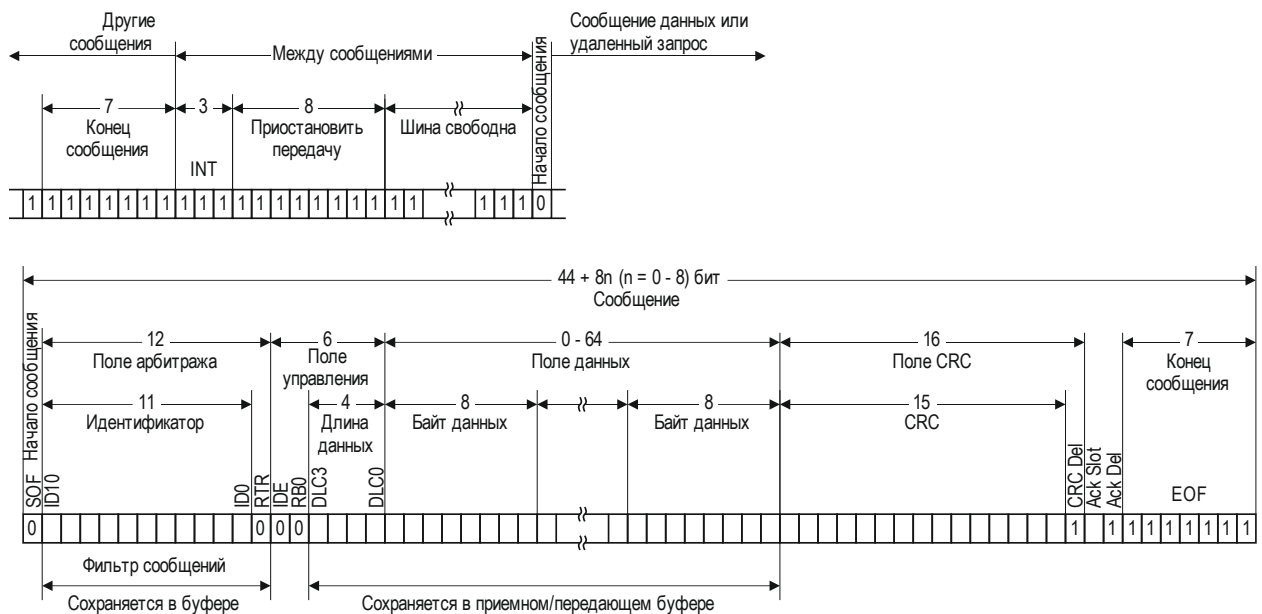 Другие
сообщения
Между сообщениями
Начало сообщения
Сообщение данных или
удаленный запрос
7
Конец
сообщения
3
INT
8
Приостановить
передачу
Шина свободна
1 1 1 1 1 1 1 1 1 1 1 1 1 1 1 1 1 1 1 1 1 1 1 1 0
44 + 8n (n = 0 - 8) бит
Сообщение
Начало сообщения
12
Поле арбитража
6
Поле
управления
0 - 64
Поле данных
16
Поле CRC
7
Конец
сообщения
11
Идентификатор
4
Длина
данных
8
Байт данных
8
Байт данных
15
CRC
SOF
ID10
ID0
RTR
IDE
RB0
DLC3
DLC0
CRC Del
Ack Slot
Ack Del
EOF
0 0 0 0 1 1 1 1 1 1 1 1 1
Фильтр сообщений
Сохраняется в буфере
Сохраняется в приемном/передающем буфере